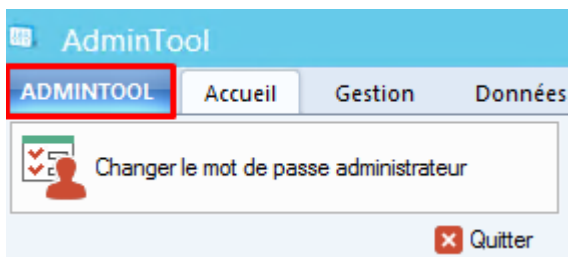 AdminTool
ADMINTOOL Accueil Gestion Données
Changer le mot de passe administrateur
Quitter